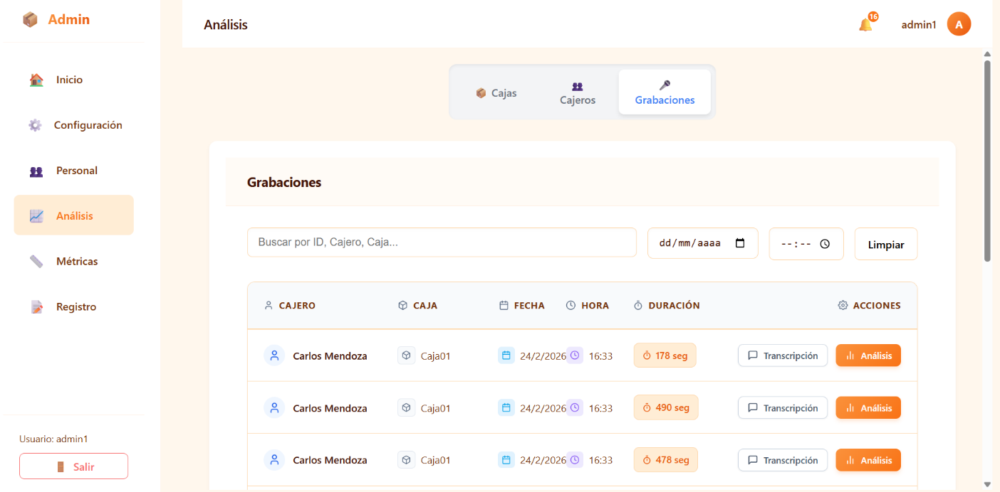 Admin
Inicio
Configuración
Personal
Análisis
Métricas
Registro
Usuario: admin1
Salir
Análisis
16
admin1
A
Cajas
Cajeros
Grabaciones
Grabaciones
Buscar por ID, Cajero, Caja...
dd/mm/aaaa
--:--
Limpiar
CAJERO CAJA FECHA HORA DURACIÓN ACCIONES
Carlos Mendoza Caja01 24/2/2026 16:33 178 seg Transcripción Análisis
Carlos Mendoza Caja01 24/2/2026 16:33 490 seg Transcripción Análisis
Carlos Mendoza Caja01 24/2/2026 16:33 478 seg Transcripción Análisis